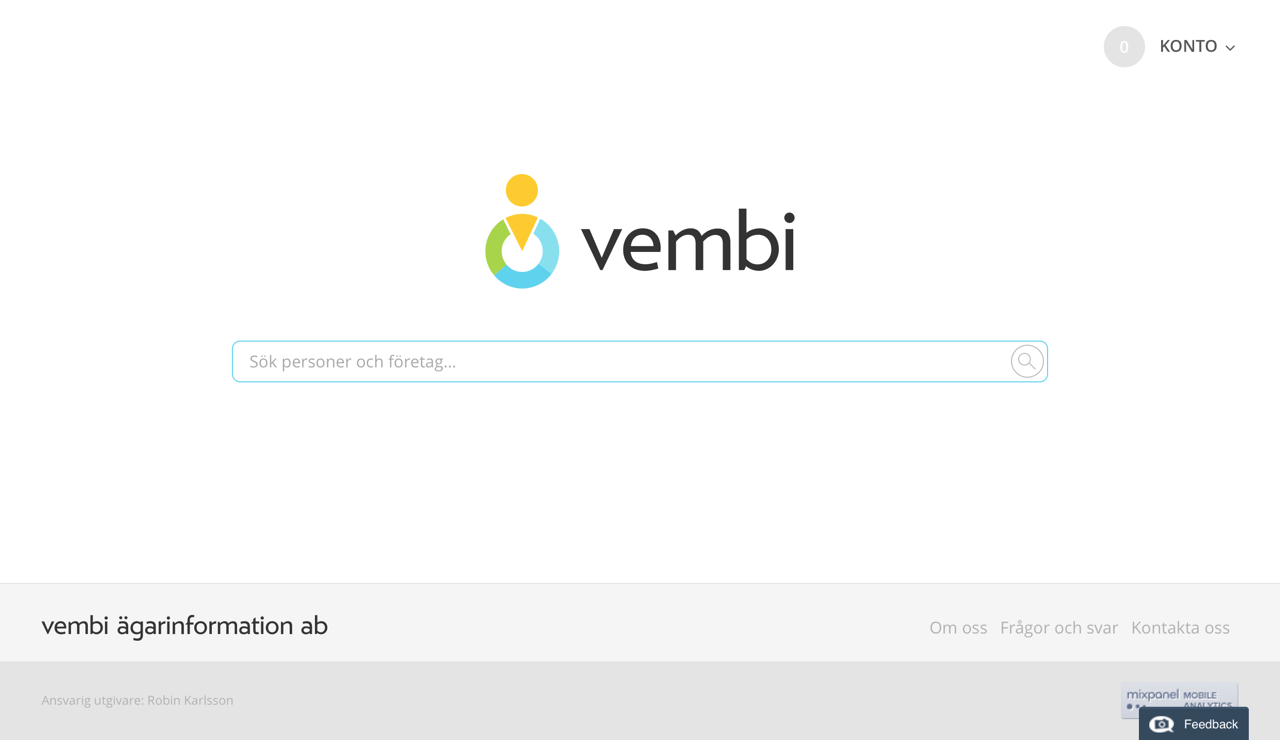 0
KONTO
vembi
Sök personer och företag...
vembi ägarinformation ab
Om oss Frågor och svar Kontakta oss
Ansvarig utgivare: Robin Karlsson
mixpanel MOBILE
ANALYTICS
Feedback